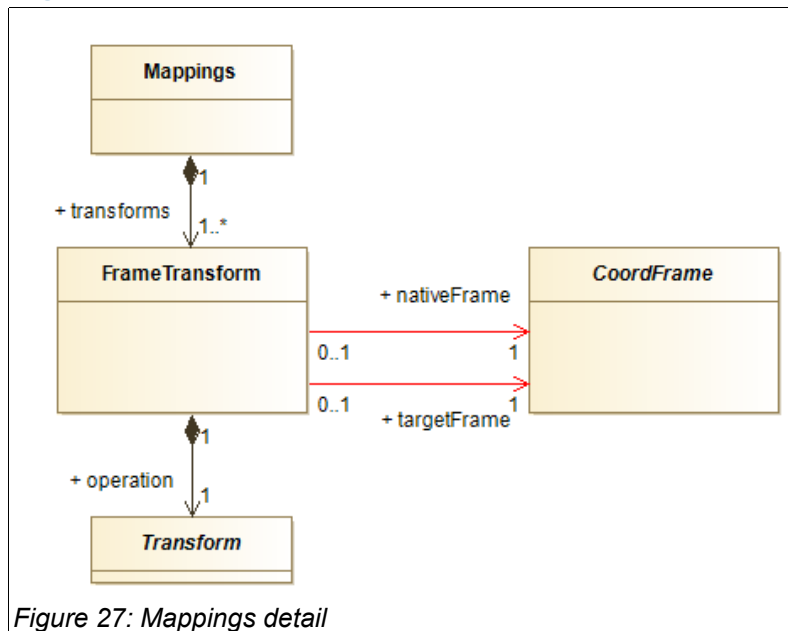 Mappings
1
+ transforms
1..*
FrameTransform
CoordFrame
+ nativeFrame
0..1
1
0..1
1
+ targetFrame
1
+ operation
1
Transform
Figure 27: Mappings detail